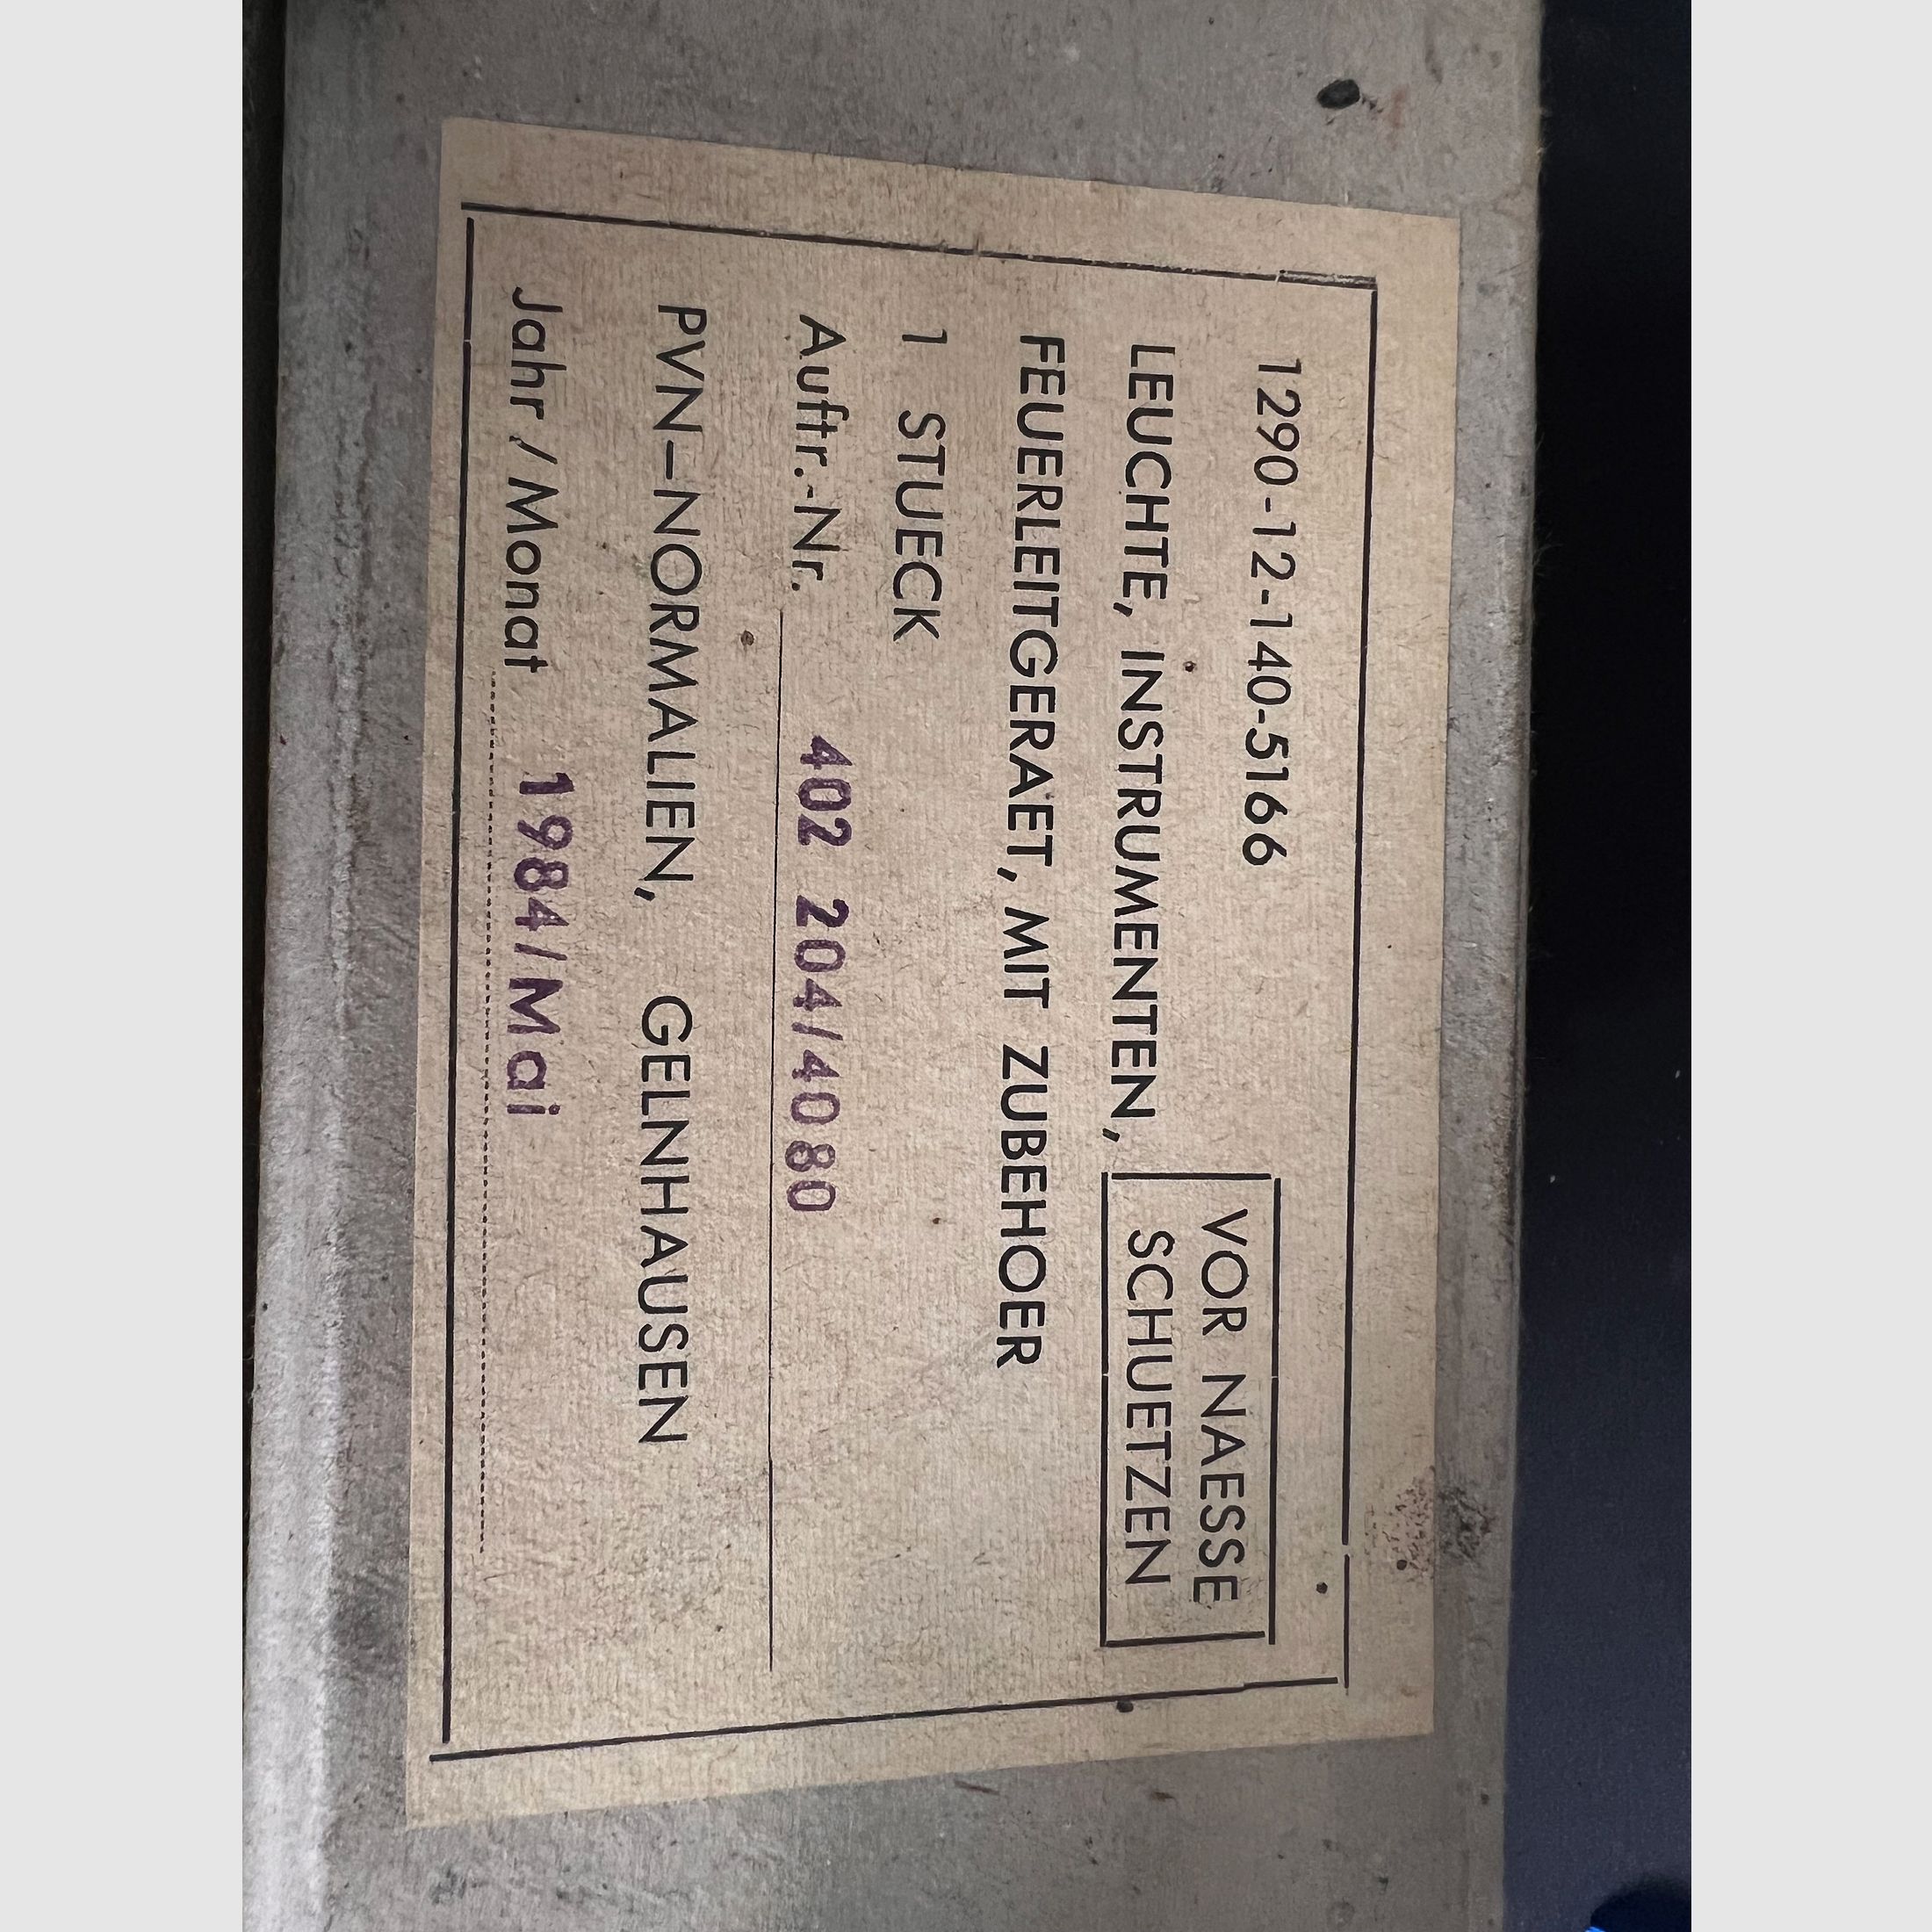 1290-12-140-5166
VOR NAESSE
SCHUETZEN
LEUCHTE, INSTRUMENTEN,
FEUERLEITGERAET, MIT ZUBEHOER
1 STUECK
Auftr.-Nr. 402 204/4080
PVN–NORMALIEN, GELNHAUSEN
Jahr / Monat 1984/Mai